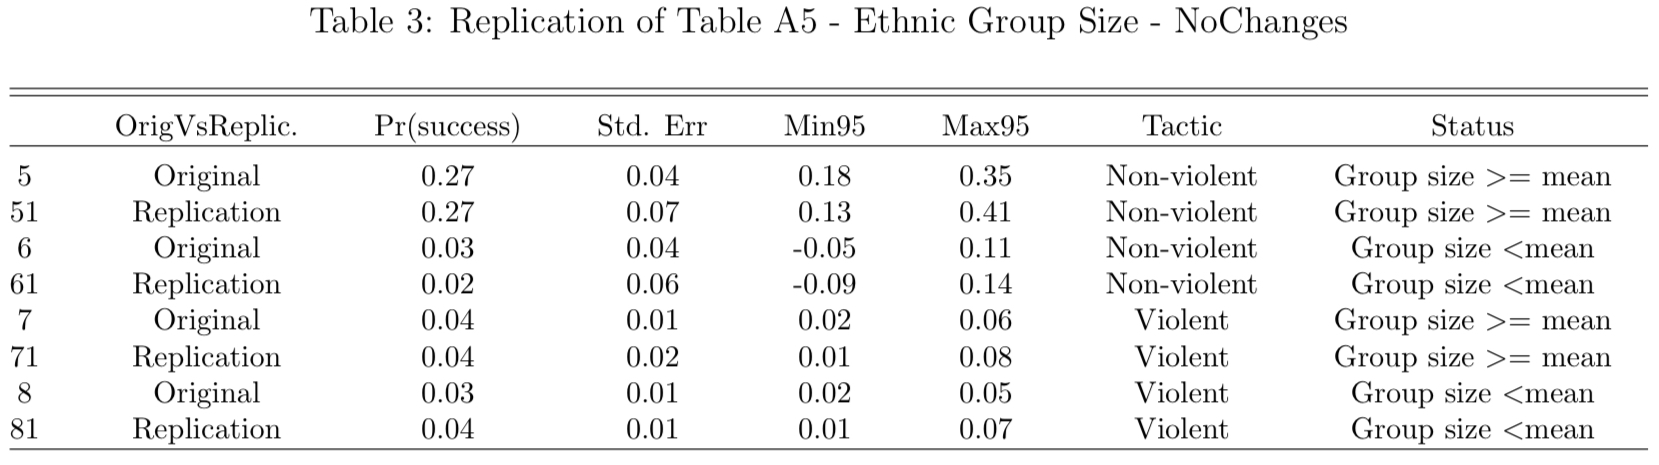 Table 3: Replication of Table A5 - Ethnic Group Size - NoChanges
OrigVsReplic. Pr(success) Std. Err Min95 Max95 Tactic Status
5 Original 0.27 0.04 0.18 0.35 Non-violent Group size >= mean
51 Replication 0.27 0.07 0.13 0.41 Non-violent Group size >= mean
6 Original 0.03 0.04 -0.05 0.11 Non-violent Group size <mean
61 Replication 0.02 0.06 -0.09 0.14 Non-violent Group size <mean
7 Original 0.04 0.01 0.02 0.06 Violent Group size >= mean
71 Replication 0.04 0.02 0.01 0.08 Violent Group size >= mean
8 Original 0.03 0.01 0.02 0.05 Violent Group size <mean
81 Replication 0.04 0.01 0.01 0.07 Violent Group size <mean